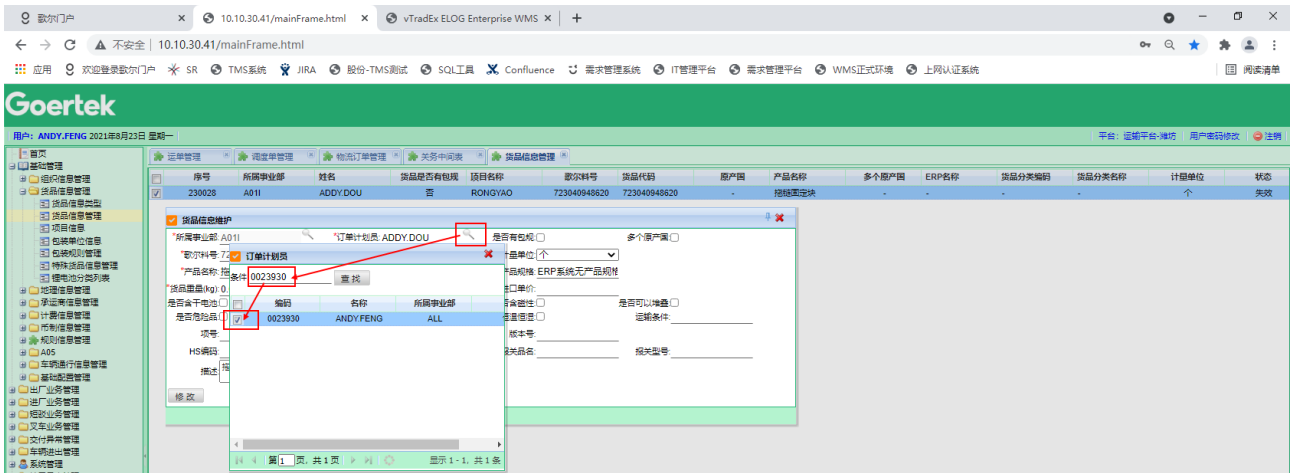 歌尔门户
10.10.30.41/mainFrame.html
vTradEx ELOG Enterprise WMS
不安全 | 10.10.30.41/mainFrame.html
应用 欢迎登录歌尔门户 SR TMS系统 JIRA 股份-TMS测试 SQL工具 Confluence 需求管理系统 IT管理平台 需求管理平台 WMS正式环境 上网认证系统 阅读清单
Goertek
用户: ANDY.FENG 2021年8月23日 星期一 平台: 运输平台-潍坊 用户密码修改 注销
首页
基础管理
组织信息管理
货品信息管理
货品信息类型
货品信息管理
项目信息
包装单位信息
包装规则管理
特殊货品信息管理
锂电池分类列表
地理信息管理
承运商信息管理
计费信息管理
币制信息管理
规则信息管理
A05
车辆通行信息管理
基础配置管理
出厂业务管理
进厂业务管理
短驳业务管理
叉车业务管理
交付异常管理
车辆进出管理
系统管理
运单管理 调度单管理 物流订单管理 关务中间表 货品信息管理
序号 所属事业部 姓名 货品是否有包规 项目名称 歌尔料号 货品代码 原产国 产品名称 多个原产国 ERP名称 货品分类编码 货品分类名称 计量单位 状态
230028 A01I ADDY.DOU 否 RONGYAO 723040948620 723040948620 - 拖链固定块 - - - - 个 失效
货品信息维护
*所属事业部: A01I *订单计划员: ADDY.DOU 是否有包规 多个原产国
*歌尔料号: 72 计量单位: 个
*产品名称: 拖 产品规格: ERP系统无产品规格
*货品重量(kg): 0. 进口单价:
是否含干电池 是否含磁性 是否可以堆叠
是否危险品 恒温恒湿 运输条件:
项号: 版本号:
HS编码: 报关品名: 报关型号:
描述: 拖
修改
订单计划员
条件: 0023930 查找
编码 名称 所属事业部
0023930 ANDY.FENG ALL
第 1 页, 共 1 页 显示 1 - 1, 共 1 条